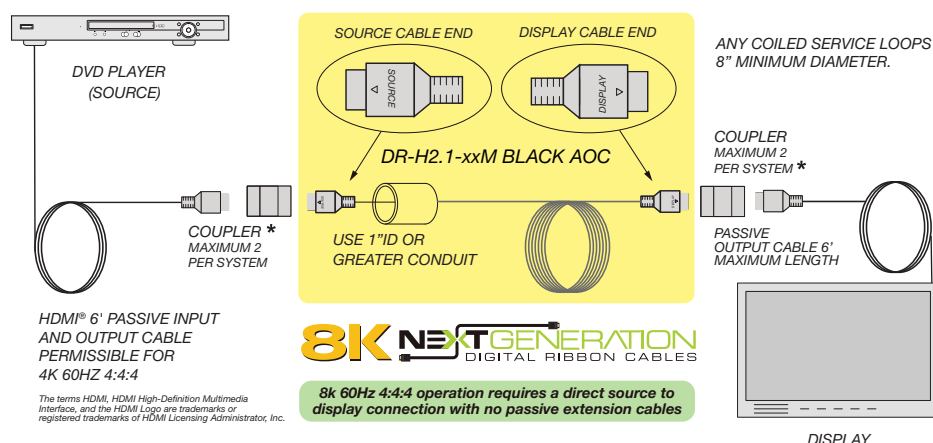 DVD PLAYER
(SOURCE)
SOURCE CABLE END
DISPLAY CABLE END
SOURCE
DISPLAY
ANY COILED SERVICE LOOPS
8” MINIMUM DIAMETER.
DR-H2.1-xxM BLACK AOC
COUPLER *
MAXIMUM 2
PER SYSTEM
USE 1”ID OR
GREATER CONDUIT
COUPLER
MAXIMUM 2
PER SYSTEM *
PASSIVE
OUTPUT CABLE 6’
MAXIMUM LENGTH
HDMI® 6' PASSIVE INPUT
AND OUTPUT CABLE
PERMISSIBLE FOR
4K 60HZ 4:4:4
The terms HDMI, HDMI High-Definition Multimedia
Interface, and the HDMI Logo are trademarks or
registered trademarks of HDMI Licensing Administrator, Inc.
8K NEXTGENERATION
DIGITAL RIBBON CABLES
8k 60Hz 4:4:4 operation requires a direct source to
display connection with no passive extension cables
DISPLAY